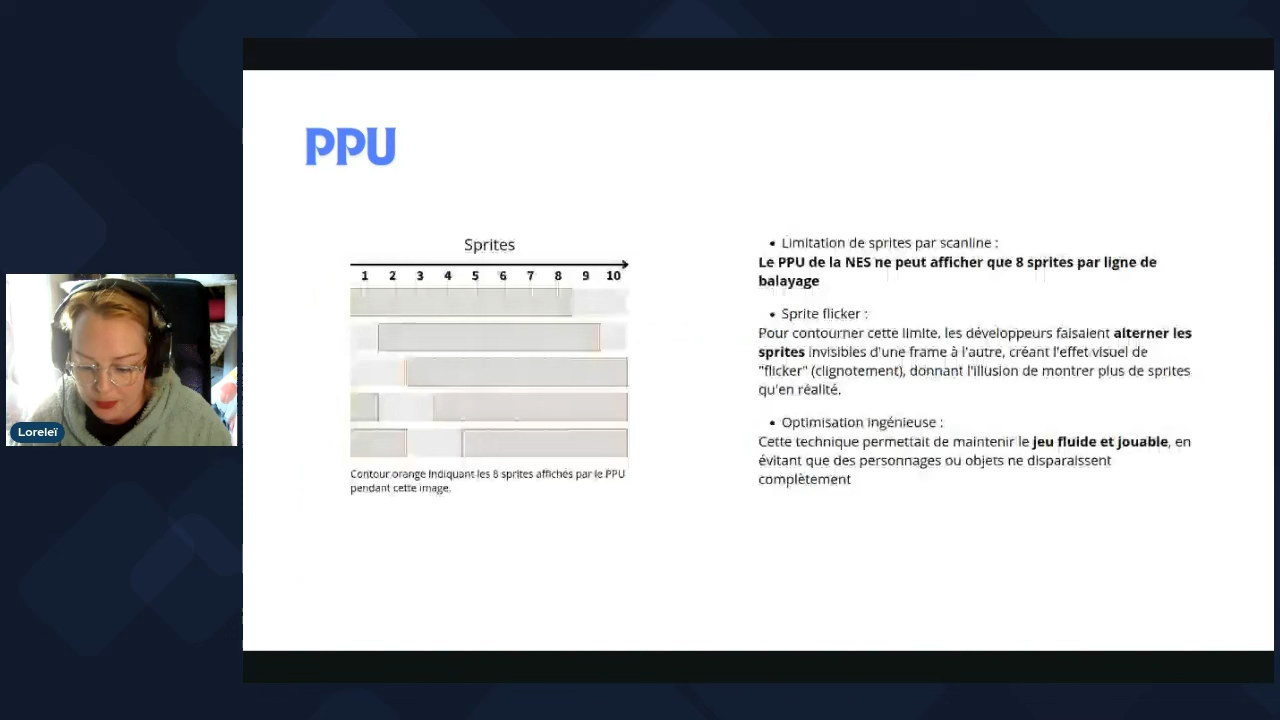 PPU
Sprites
1 2 3 4 5 6 7 8 9 10
Contour orange indiquant les 8 sprites affichés par le PPU
pendant cette image.
• Limitation de sprites par scanline :
Le PPU de la NES ne peut afficher que 8 sprites par ligne de
balayage
• Sprite flicker :
Pour contourner cette limite, les développeurs faisaient alterner les
sprites invisibles d'une frame à l'autre, créant l'effet visuel de
"flicker" (clignotement), donnant l'illusion de montrer plus de sprites
qu'en réalité.
• Optimisation ingénieuse :
Cette technique permettait de maintenir le jeu fluide et jouable, en
évitant que des personnages ou objets ne disparaissent
complètement
Loreleï